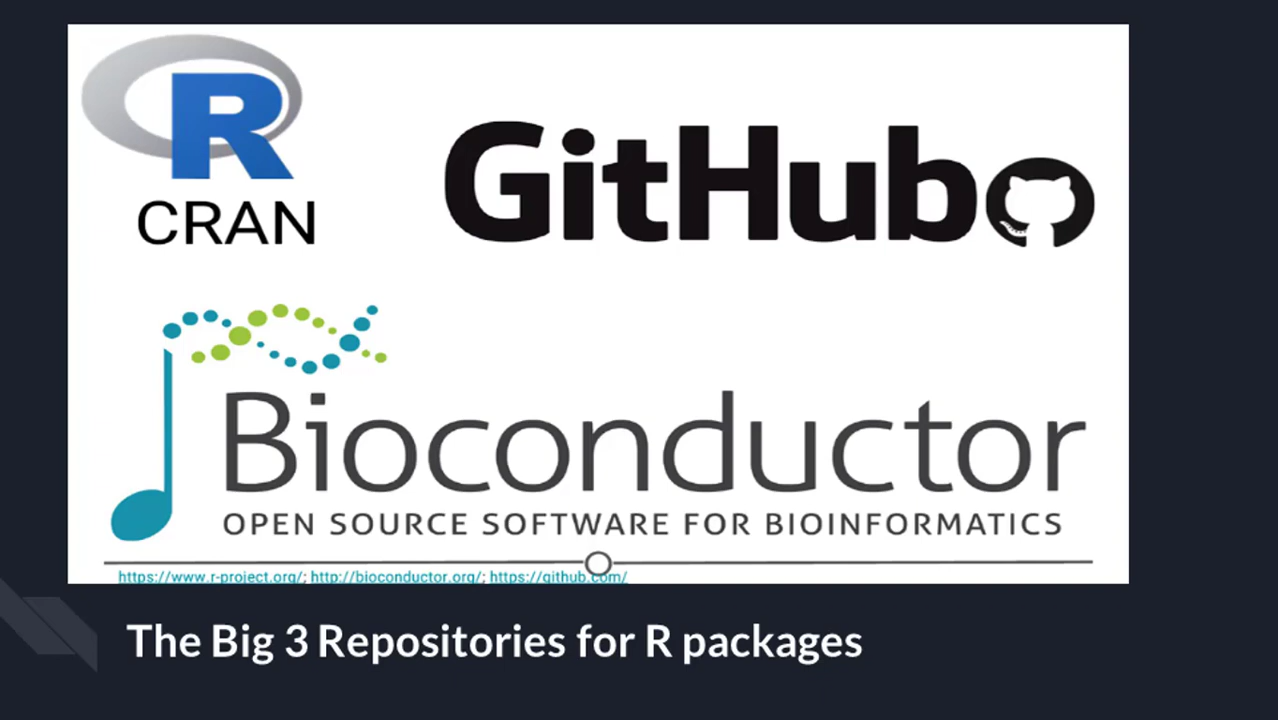 R
CRAN
GitHub
Bioconductor
OPEN SOURCE SOFTWARE FOR BIOINFORMATICS
https://www.r-project.org/; http://bioconductor.org/; https://github.com/
The Big 3 Repositories for R packages